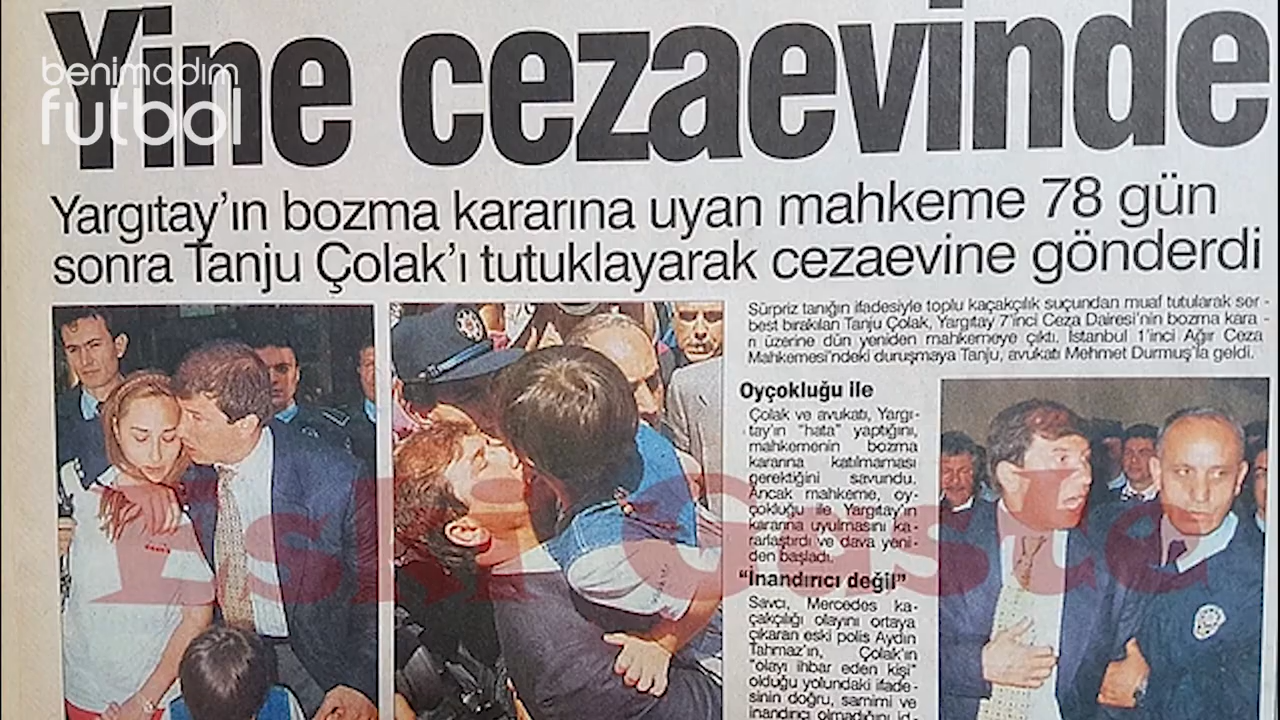 benimadım
futbol
Yine cezaevinde
Yargıtay’ın bozma kararına uyan mahkeme 78 gün
sonra Tanju Çolak’ı tutuklayarak cezaevine gönderdi
Sürpriz tanığın ifadesiyle toplu kaçakçılık suçundan muaf tutularak ser-
best bırakılan Tanju Çolak, Yargıtay 7’inci Ceza Dairesi’nin bozma kara-
rı üzerine dün yeniden mahkemeye çıktı. İstanbul 1’inci Ağır Ceza
Mahkemesi’ndeki duruşmaya Tanju, avukatı Mehmet Durmuş’la geldi.
Oyçokluğu ile
Çolak ve avukatı, Yargı-
tay’ın “hata” yaptığını,
mahkemenin bozma
kararına katılmaması
gerektiğini savundu.
Ancak mahkeme, oy-
çokluğu ile Yargıtay’ın
kararına uyulmasını ka-
rarlaştırdı ve dava yeni-
den başladı.
“İnandırıcı değil”
Savcı, Mercedes ka-
çakçılığı olayını ortaya
çıkaran eski polis Aydın
Tahmaz’ın, Çolak’ın
“olayı ihbar eden kişi”
olduğu yolundaki ifade-
sinin doğru, samimi ve
inandırıcı olmadığını id-
Eski Gaste